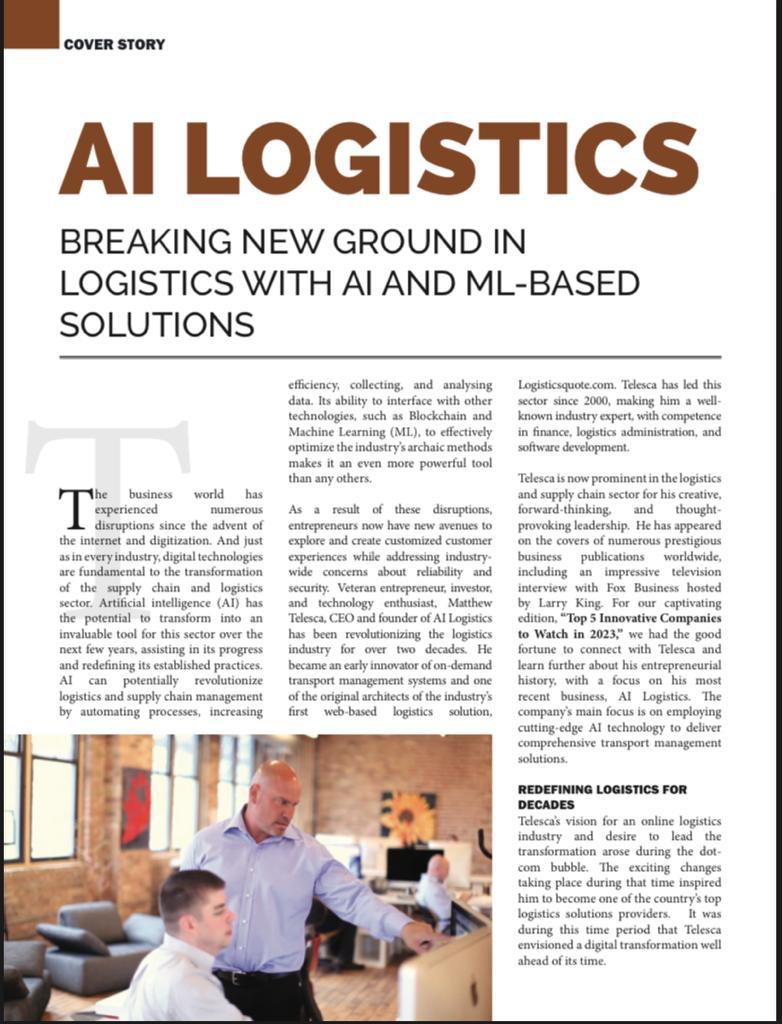 COVER STORY
AI LOGISTICS
BREAKING NEW GROUND IN
LOGISTICS WITH AI AND ML-BASED
SOLUTIONS
The business world has
experienced numerous
disruptions since the advent of
the internet and digitization. And just
as in every industry, digital technologies
are fundamental to the transformation
of the supply chain and logistics
sector. Artificial intelligence (AI) has
the potential to transform into an
invaluable tool for this sector over the
next few years, assisting in its progress
and redefining its established practices.
AI can potentially revolutionize
logistics and supply chain management
by automating processes, increasing
efficiency, collecting, and analysing
data. Its ability to interface with other
technologies, such as Blockchain and
Machine Learning (ML), to effectively
optimize the industry's archaic methods
makes it an even more powerful tool
than any others.
As a result of these disruptions,
entrepreneurs now have new avenues to
explore and create customized customer
experiences while addressing industry-
wide concerns about reliability and
security. Veteran entrepreneur, investor,
and technology enthusiast, Matthew
Telesca, CEO and founder of AI Logistics
has been revolutionizing the logistics
industry for over two decades. He
became an early innovator of on-demand
transport management systems and one
of the original architects of the industry's
first web-based logistics solution,
Logisticsquote.com. Telesca has led this
sector since 2000, making him a well-
known industry expert, with competence
in finance, logistics administration, and
software development.
Telesca is now prominent in the logistics
and supply chain sector for his creative,
forward-thinking, and thought-
provoking leadership. He has appeared
on the covers of numerous prestigious
business publications worldwide,
including an impressive television
interview with Fox Business hosted
by Larry King. For our captivating
edition, “Top 5 Innovative Companies
to Watch in 2023,” we had the good
fortune to connect with Telesca and
learn further about his entrepreneurial
history, with a focus on his most
recent business, AI Logistics. The
company's main focus is on employing
cutting-edge AI technology to deliver
comprehensive transport management
solutions.
REDEFINING LOGISTICS FOR
DECADES
Telesca's vision for an online logistics
industry and desire to lead the
transformation arose during the dot-
com bubble. The exciting changes
taking place during that time inspired
him to become one of the country's top
logistics solutions providers. It was
during this time period that Telesca
envisioned a digital transformation well
ahead of its time.